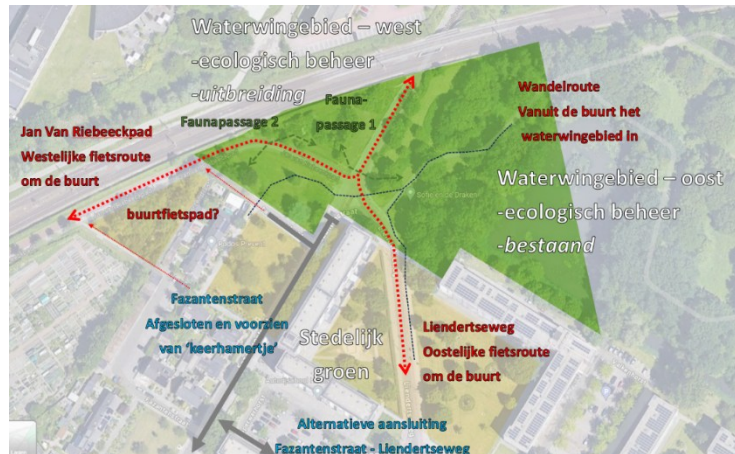 Waterwingebied – west
-ecologisch beheer
-uitbreiding
Fauna-
passage 1
Faunapassage 2
Wandelroute
Vanuit de buurt het
waterwingebied in
Jan Van Riebeeckpad
Westelijke fietsroute
om de buurt
Waterwingebied – oost
-ecologisch beheer
-bestaand
buurtfietspad?
Fazantenstraat
Afgesloten en voorzien
van ‘keerhamertje’
Stedelijk
groen
Liendertseweg
Oostelijke fietsroute
om de buurt
Alternatieve aansluiting
Fazantenstraat - Liendertseweg